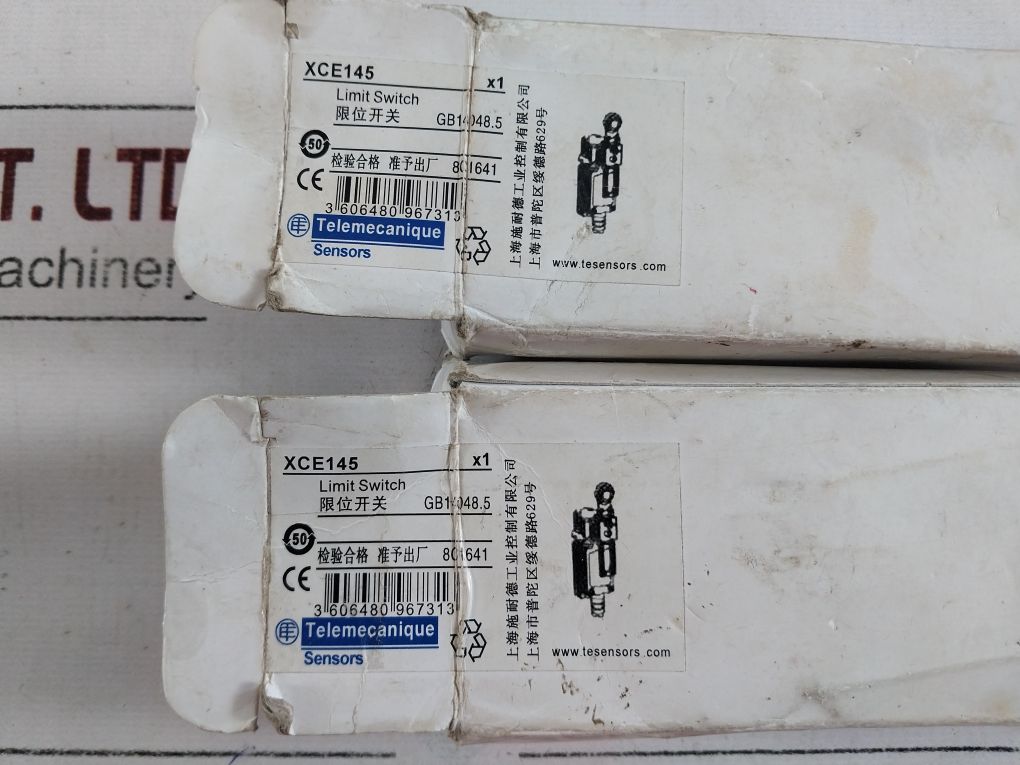 T. LTD
achinery
XCE145 x1
Limit Switch
限位开关 GB14048.5
50
检验合格 准予出厂 801641
CE
3 606480 967313
Telemecanique
Sensors
上海施耐德工业控制有限公司
上海市普陀区绥德路629号
www.tesensors.com
XCE145 x1
Limit Switch
限位开关 GB14048.5
50
检验合格 准予出厂 801641
CE
3 606480 967313
Telemecanique
Sensors
上海施耐德工业控制有限公司
上海市普陀区绥德路629号
www.tesensors.com